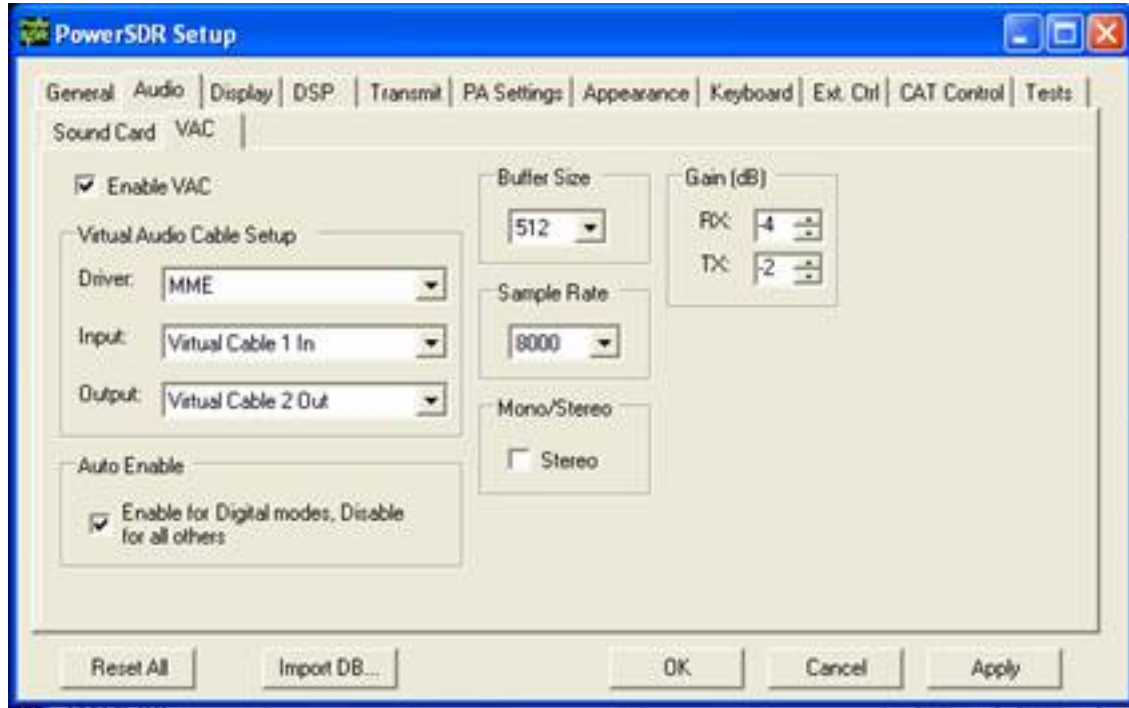 PowerSDR Setup
General Audio Display DSP Transmit PA Settings Appearance Keyboard Ext. Ctrl CAT Control Tests
Sound Card VAC
Enable VAC
Virtual Audio Cable Setup
Driver: MME
Input: Virtual Cable 1 In
Output: Virtual Cable 2 Out
Auto Enable
Enable for Digital modes, Disable
for all others
Buffer Size
512
Sample Rate
8000
Mono/Stereo
Stereo
Gain (dB)
RX: -4
TX: -2
Reset All Import DB... OK Cancel Apply